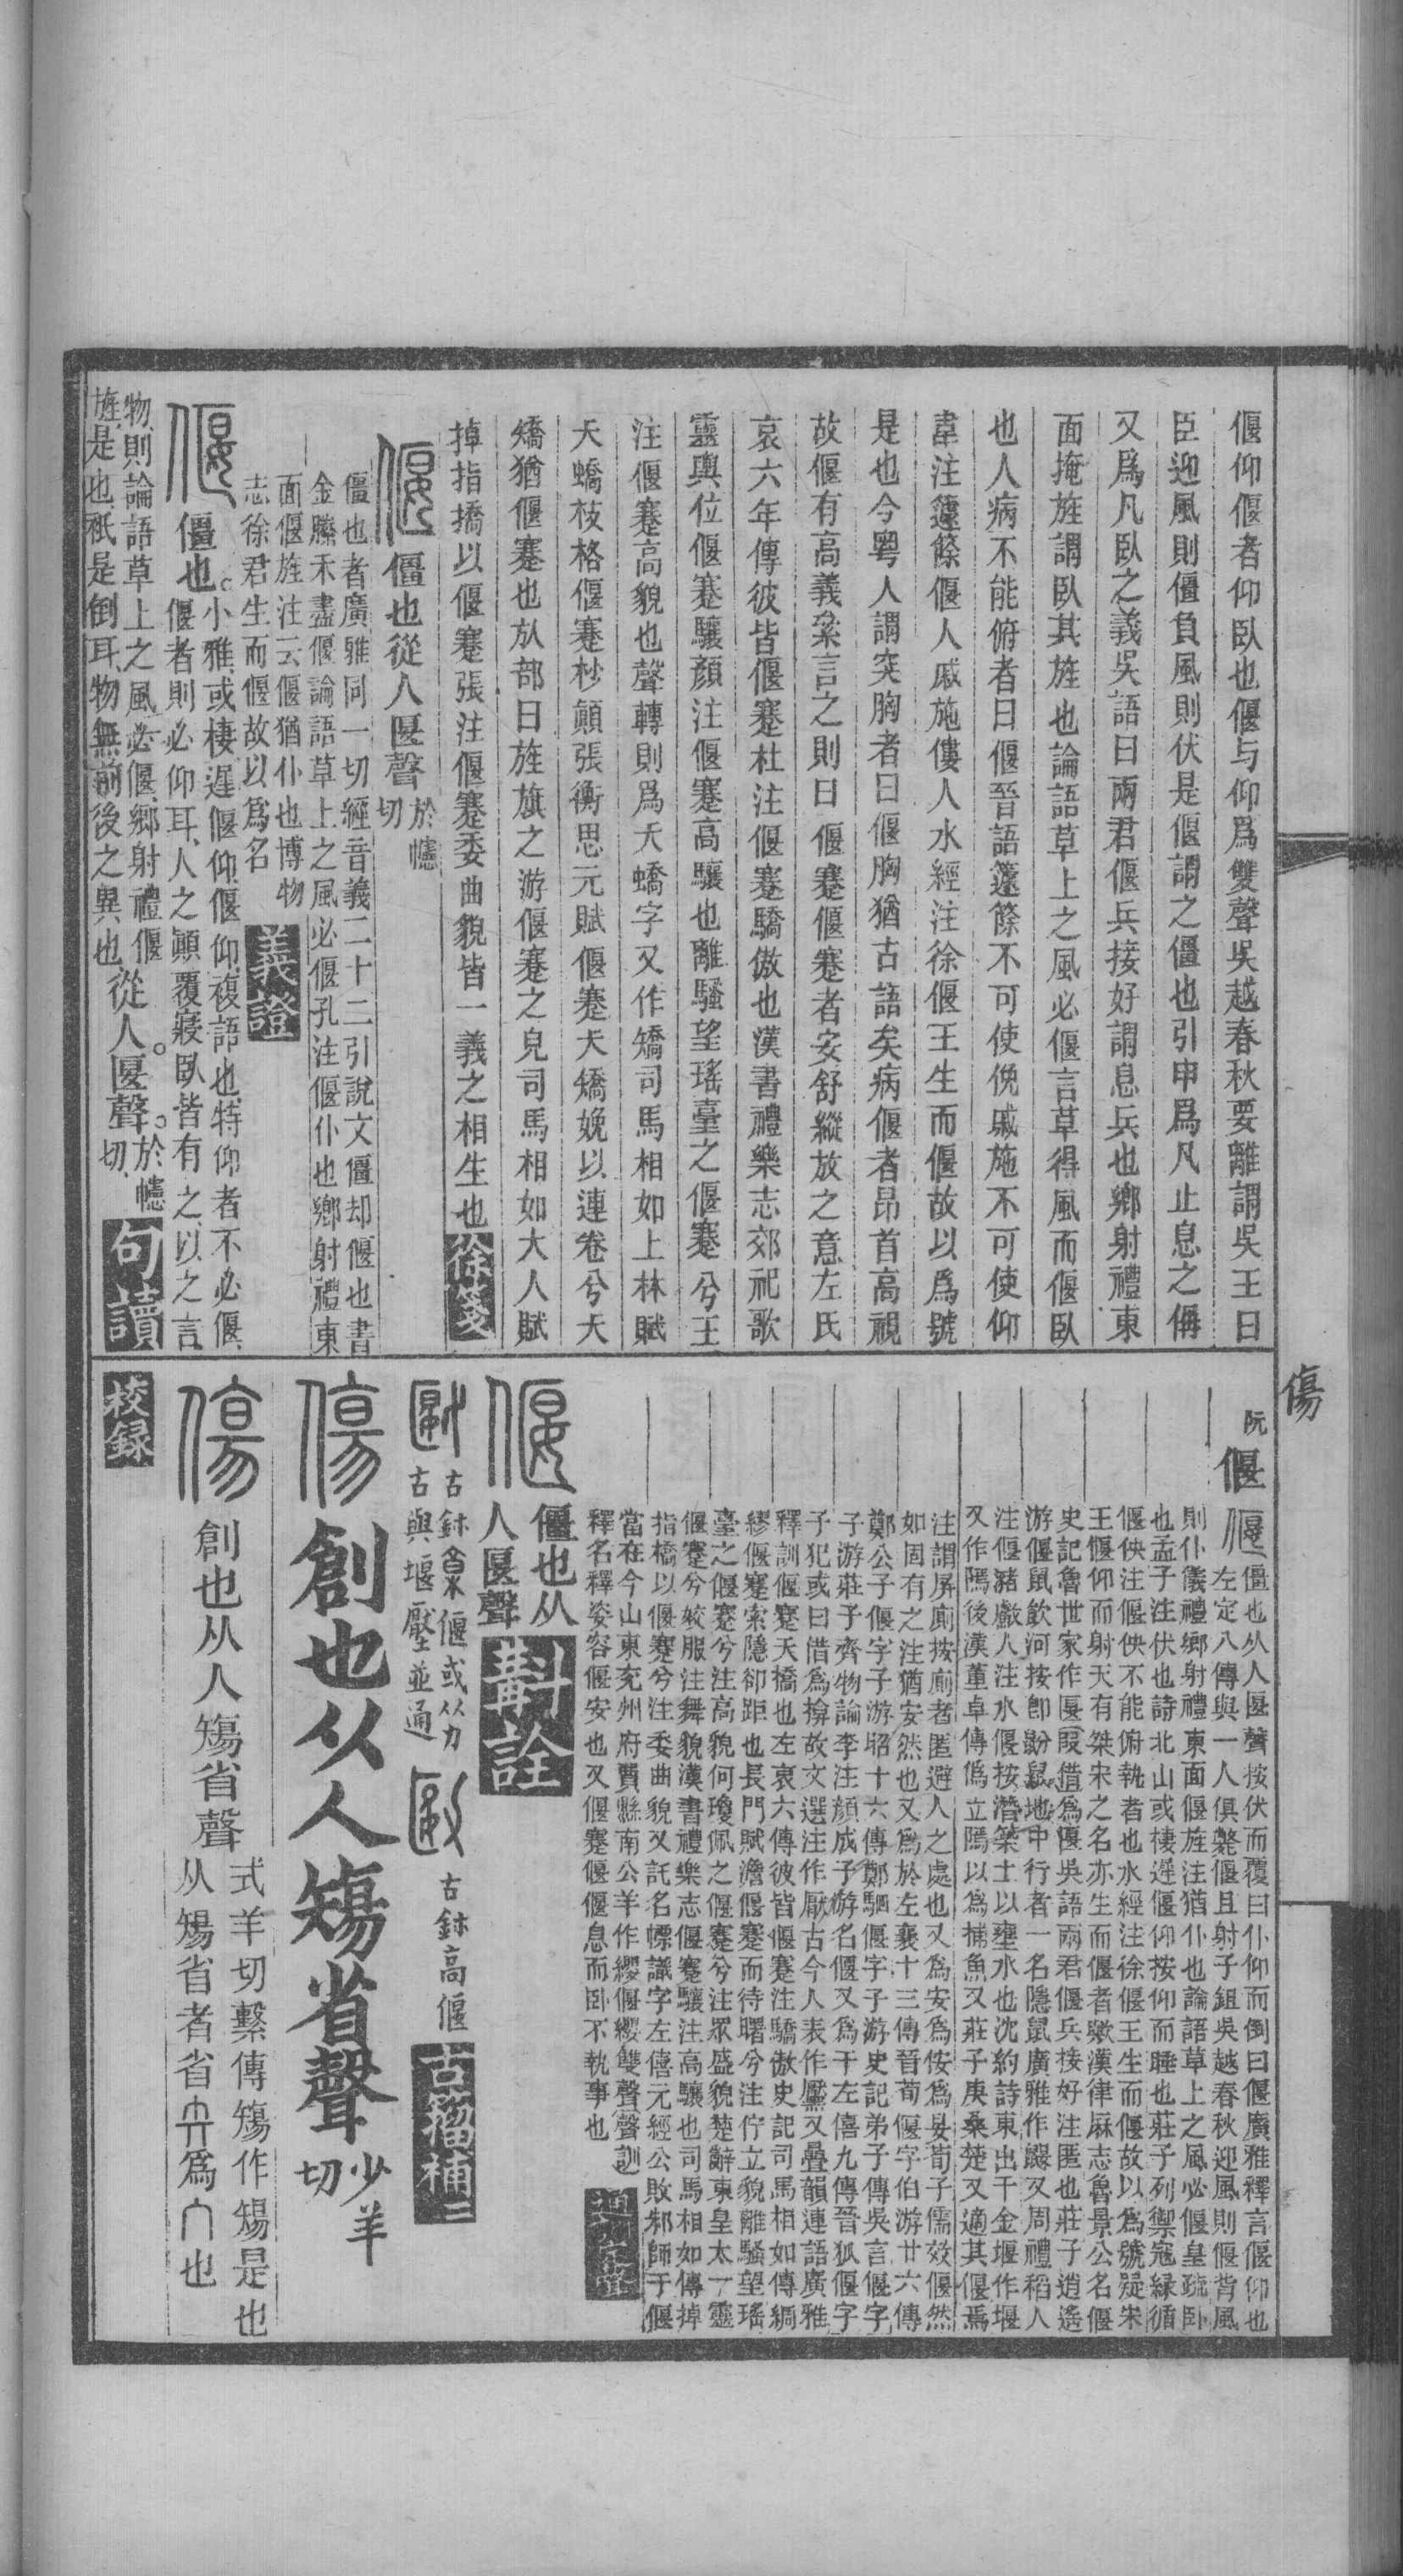 偃仰偃者仰臥也偃与仰爲雙聲吳越春秋要離謂吳王曰
臣迎風則僵負風則伏是偃謂之僵也引申爲凡止息之偁
又爲凡臥之義吳語曰兩君偃兵接好謂息兵也鄉射禮東
面掩旌謂臥其旌也論語草上之風必偃言草得風而偃臥
也人病不能俯者曰偃晉語籧篨不可使俛戚施不可使仰
韋注籧篨偃人戚施僂人水經注徐偃王生而偃故以爲號
是也今粵人謂突胸者曰偃胸猶古語矣病偃者昂首高視
故偃有高義絫言之則曰偃蹇偃蹇者安舒縱放之意左氏
哀六年傳彼皆偃蹇杜注偃蹇驕傲也漢書禮樂志郊祀歌
靈輿位偃蹇驤顏注偃蹇高驤也離騷望瑤臺之偃蹇兮王
注偃蹇高貌也聲轉則爲夭蟜字又作矯司馬相如上林賦
夭蟜枝格偃蹇杪顚張衡思元賦偃蹇夭矯娩以連卷兮夭
矯猶偃蹇也㫃部曰旌旗之游偃蹇之皃司馬相如大人賦
掉指撟以偃蹇張注偃蹇委曲貌皆一義之相生也徐箋
偃 僵也從人匽聲於幰切
僵也者廣雅同一切經音義二十二引說文偃却偃也書
金縢禾盡偃論語草上之風必偃孔注偃仆也鄉射禮東
面偃旌注云偃猶仆也博物
志徐君生而偃故以爲名義證
偃 僵也。小雅或棲遲偃仰偃仰複語也特仰者不必偃
偃者則必仰耳人之顚覆寢臥皆有之以之言
物則論語草上之風必偃鄉射禮偃
旌是也秖是倒耳物無前後之異也從人。匽聲。於幰切句讀
校錄
傷
阮
偃 偃 僵也从人匽聲按伏而覆曰仆仰而倒曰偃廣雅釋言偃仰也
左定八傳與一人俱斃偃且射子鉏吳越春秋迎風則偃背風
則仆儀禮鄉射禮東面偃旌注猶仆也論語草上之風必偃皇疏卧
也孟子注伏也詩北山或棲遲偃仰按仰而睡也莊子列禦寇緣循
偃佒注偃佒不能俯執者也水經注徐偃王生而偃故以爲號疑宋
王偃仰而射天有桀宋之名亦生而偃者歟漢律厤志魯景公名偃
史記魯世家作匽叚借爲匽吳語兩君偃兵接好注匿也莊子逍遙
游偃鼠飲河按卽鼢鼠地中行者一名隱鼠廣雅作鼴又周禮稻人
注偃豬𢿘人注水偃按潛築土以壅水也沈約詩東出千金堰作堰
又作隁後漢董卓傳僞立隁以爲捕魚又莊子庚桑楚又適其偃焉
注謂屏廁按廁者匿避人之處也又爲安爲侒爲晏荀子儒效偃然
如固有之注猶安然也又爲於左襄十三傳晉荀偃字伯游廿六傳
鄭公子偃字子游昭十六傳鄭駟偃字子游史記弟子傳吳言偃字
子游莊子齊物論李注顏成子游名偃又爲干左僖九傳晉狐偃字
子犯或曰借爲揜故文選注作厭古今人表作黶又疊韻連語廣雅
釋訓偃蹇夭撟也左哀六傳彼皆偃蹇注驕傲史記司馬相如傳綢
繆偃蹇索隱卻距也長門賦澹偃蹇而待曙兮注佇立貌離騷望瑤
臺之偃蹇兮注高貌何瓊佩之偃蹇兮注眾盛貌楚辭東皇太一靈
偃蹇兮姣服注舞貌漢書禮樂志偃蹇驤注高驤也司馬相如傳掉
指撟以偃蹇兮注委曲貌又託名幖識字左僖元經公敗邾師于偃
當在今山東兗州府費縣南公羊作纓偃纓雙聲聲訓
釋名釋姿容偃安也又偃蹇偃偃息而卧不執事也
偃 僵也从人匽聲斠詮
古鉥 偃或从 古與堰壓並通
古鉥高偃古籀補二
傷 創也从人𥏻省聲少羊切
傷 創也从人𥏻省聲式羊切繫傳𥏻作煬是也
从𥏻省者省 爲 也